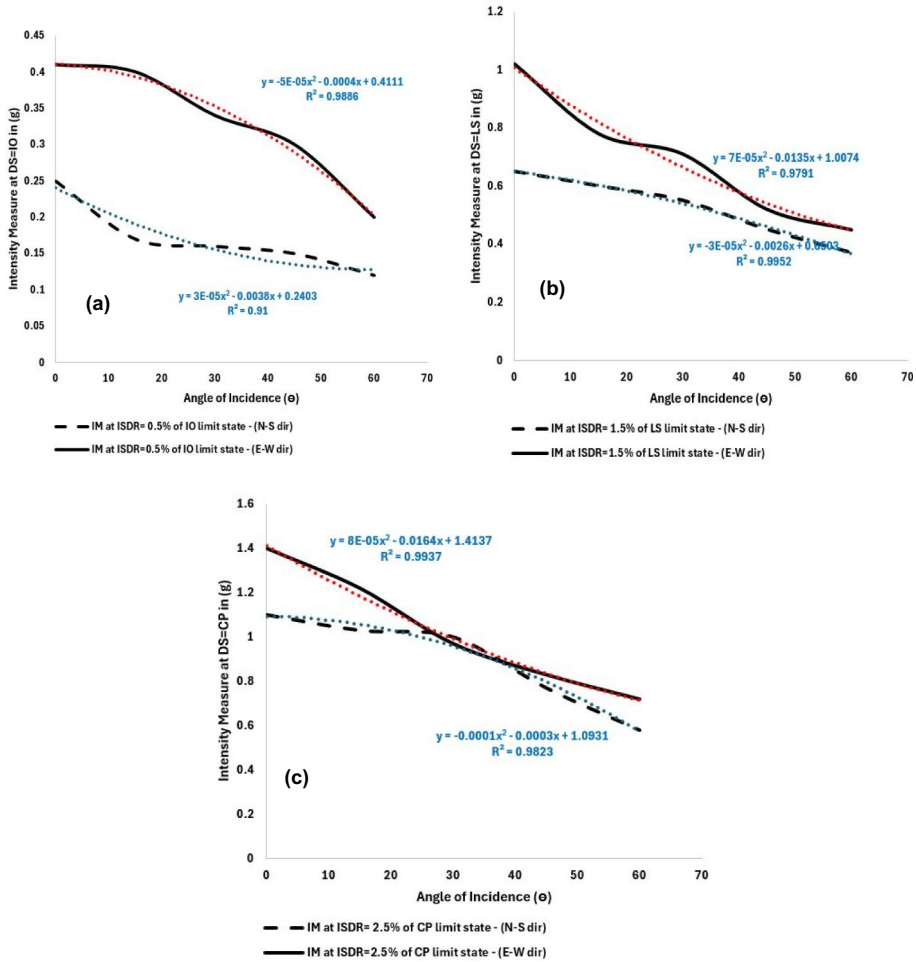 Intensity Measure at DS=IO in (g)
0.45
0.4
0.35
0.3
0.25
0.2
0.15
0.1
0.05
0
y = -5E-05x² - 0.0004x + 0.4111
R² = 0.9886
y = 3E-05x² - 0.0038x + 0.2403
R² = 0.91
(a)
0 10 20 30 40 50 60 70
Angle of Incidence (ɵ)
IM at ISDR= 0.5% of IO limit state - (N-S dir)
IM at ISDR=0.5% of IO limit state - (E-W dir)
Intensity Measure at DS=LS in (g)
1.2
1
0.8
0.6
0.4
0.2
0
y = 7E-05x² - 0.0135x + 1.0074
R² = 0.9791
y = -3E-05x² - 0.0026x +
R² = 0.9952
(b)
0 10 20 30 40 50 60 70
Angle of Incidence (ɵ)
IM at ISDR= 1.5% of LS limit state - (N-S dir)
IM at ISDR=1.5% of LS limit state - (E-W dir)
Intensity Measure at DS=CP in (g)
1.6
1.4
1.2
1
0.8
0.6
0.4
0.2
0
y = 8E-05x² - 0.0164x + 1.4137
R² = 0.9937
y = -0.0001x² - 0.0003x + 1.0931
R² = 0.9823
(c)
0 10 20 30 40 50 60 70
Angle of Incidence (ɵ)
IM at ISDR= 2.5% of CP limit state - (N-S dir)
IM at ISDR=2.5% of CP limit state - (E-W dir)